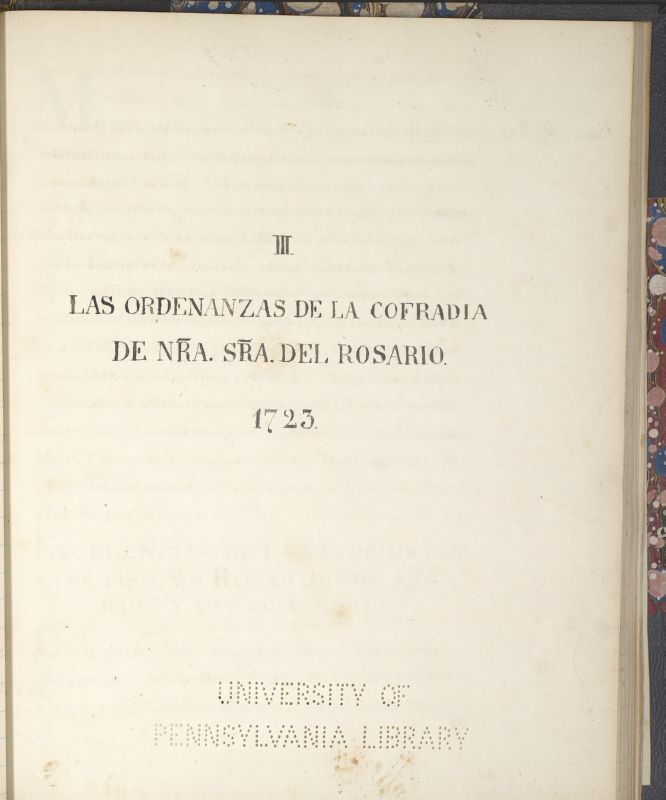 III
LAS ORDENANZAS DE LA COFRADIA
DE NR̄A. SR̄A. DEL ROSARIO.
1723.
UNIVERSITY OF
PENNSYLVANIA LIBRARY